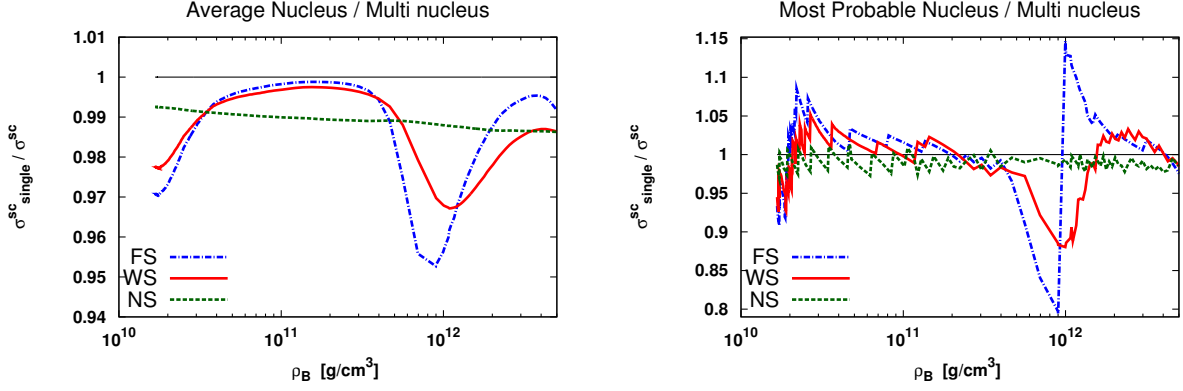 Average Nucleus / Multi nucleus
1.01
1
0.99
0.98
0.97
0.96
0.95
0.94
σ^sc_single / σ^sc
FS
WS
NS
10^10
10^11
10^12
ρ_B [g/cm^3]
Most Probable Nucleus / Multi nucleus
1.15
1.1
1.05
1
0.95
0.9
0.85
0.8
σ^sc_single / σ^sc
FS
WS
NS
10^10
10^11
10^12
ρ_B [g/cm^3]